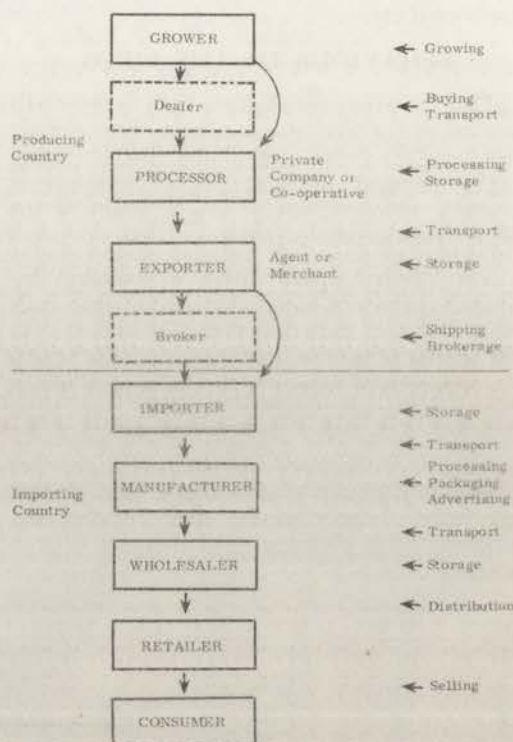 GROWER
Growing
Dealer
Buying
Transport
Producing
Country
PROCESSOR
Private
Company or
Co-operative
Processing
Storage
Transport
EXPORTER
Agent or
Merchant
Storage
Broker
Shipping
Brokerage
IMPORTER
Storage
Transport
Importing
Country
MANUFACTURER
Processing
Packaging
Advertising
Transport
WHOLESALER
Storage
Distribution
RETAILER
Selling
CONSUMER